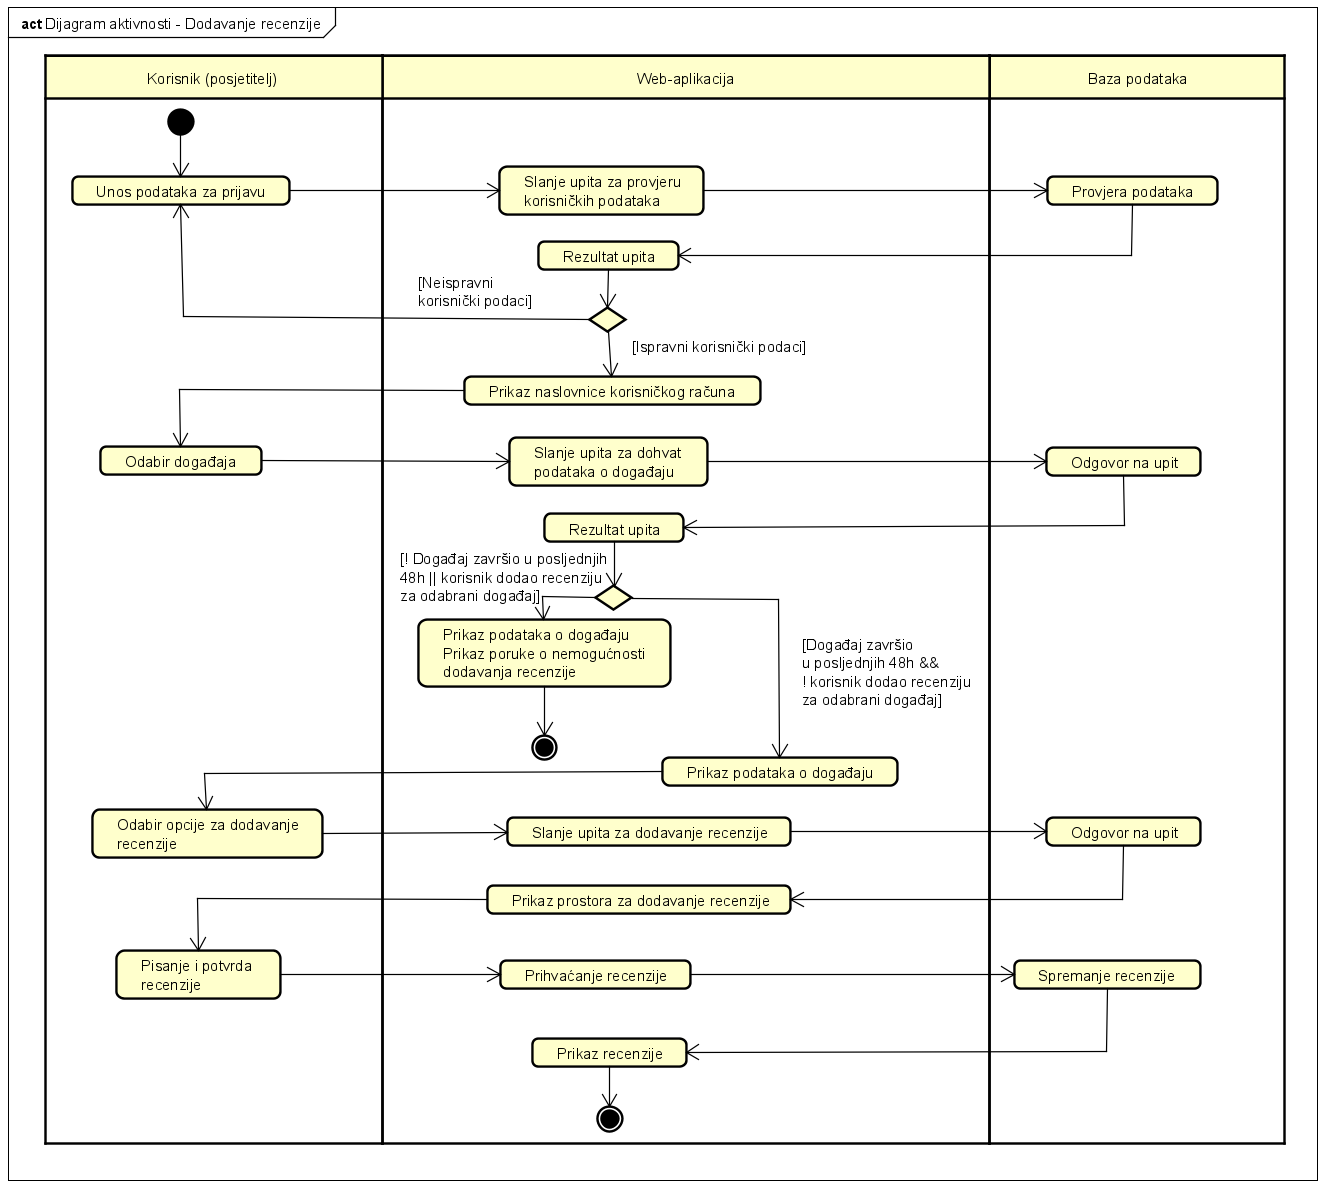 act Dijagram aktivnosti - Dodavanje recenzije
Korisnik (posjetitelj)
Web-aplikacija
Baza podataka
Unos podataka za prijavu
Slanje upita za provjeru
korisničkih podataka
Provjera podataka
Rezultat upita
[Neispravni
korisnički podaci]
[Ispravni korisnički podaci]
Prikaz naslovnice korisničkog računa
Odabir događaja
Slanje upita za dohvat
podataka o događaju
Odgovor na upit
Rezultat upita
[! Događaj završio u posljednjih
48h || korisnik dodao recenziju
za odabrani događaj]
Prikaz podataka o događaju
Prikaz poruke o nemogućnosti
dodavanja recenzije
[Događaj završio
u posljednjih 48h &&
! korisnik dodao recenziju
za odabrani događaj]
Prikaz podataka o događaju
Odabir opcije za dodavanje
recenzije
Slanje upita za dodavanje recenzije
Odgovor na upit
Prikaz prostora za dodavanje recenzije
Pisanje i potvrda
recenzije
Prihvaćanje recenzije
Spremanje recenzije
Prikaz recenzije